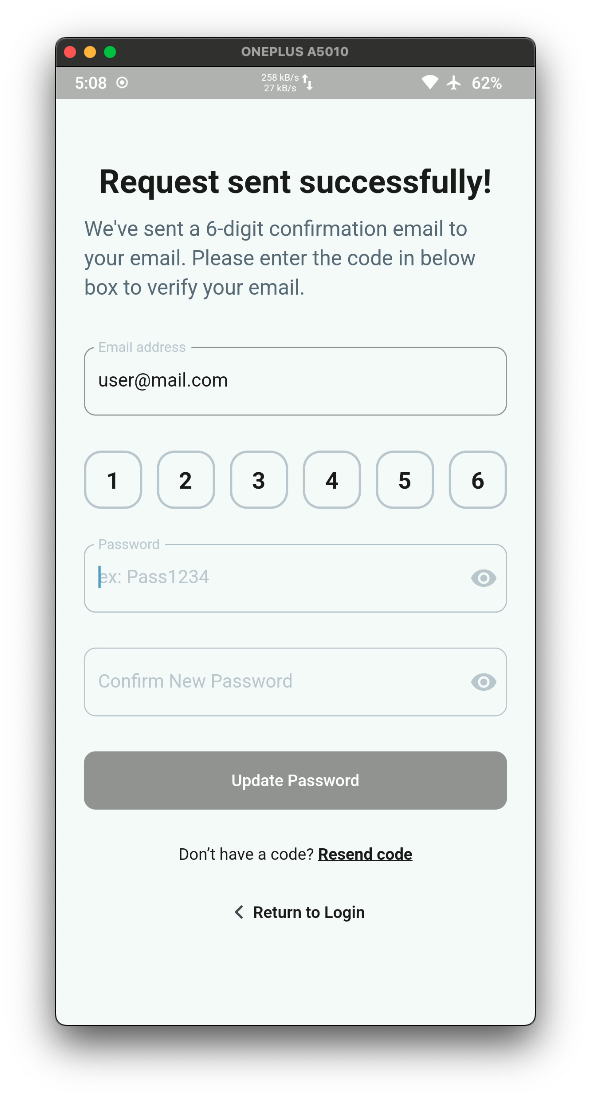 ONEPLUS A5010
5:08 258 kB/s 62%
27 kB/s
Request sent successfully!
We've sent a 6-digit confirmation email to
your email. Please enter the code in below
box to verify your email.
Email address
user@mail.com
1 2 3 4 5 6
Password
ex: Pass1234
Confirm New Password
Update Password
Don't have a code? Resend code
Return to Login